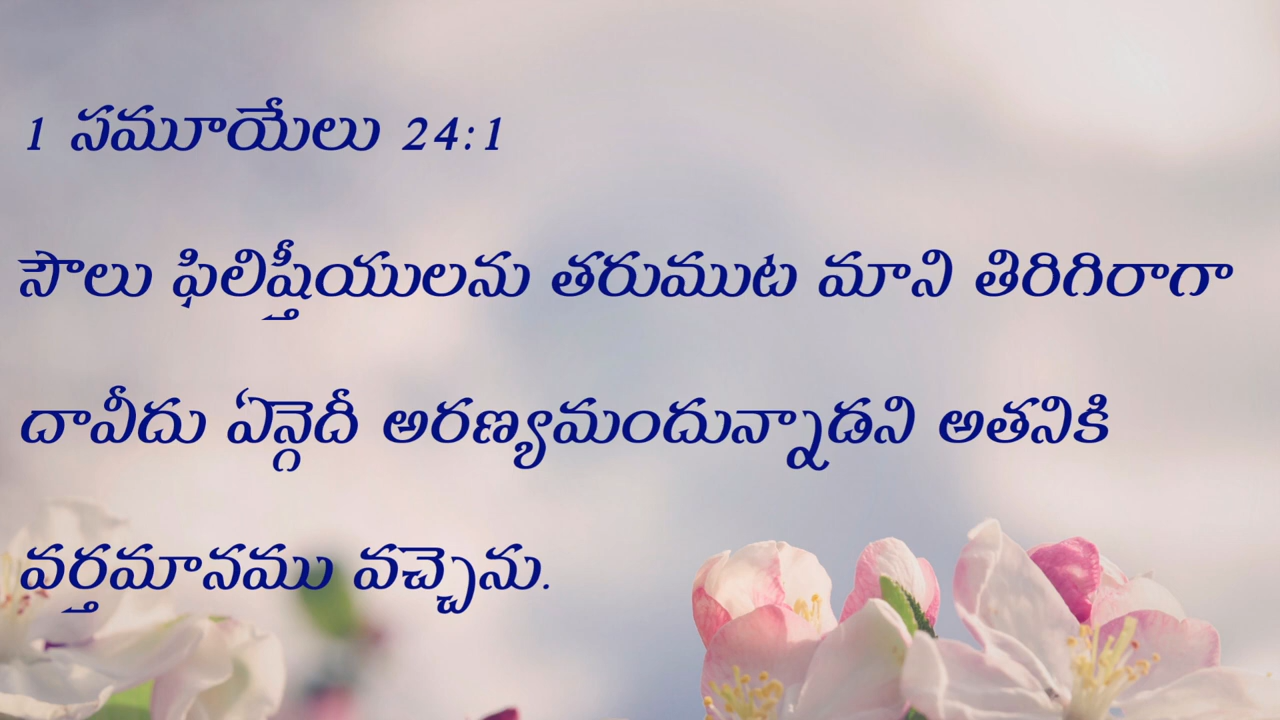 1 సమూయేలు 24:1
సౌలు ఫిలిష్తీయులను తరుముట మాని తిరిగిరాగా
దావీదు ఏన్గెదీ అరణ్యమందున్నాడని అతనికి
వర్తమానము వచ్చెను.